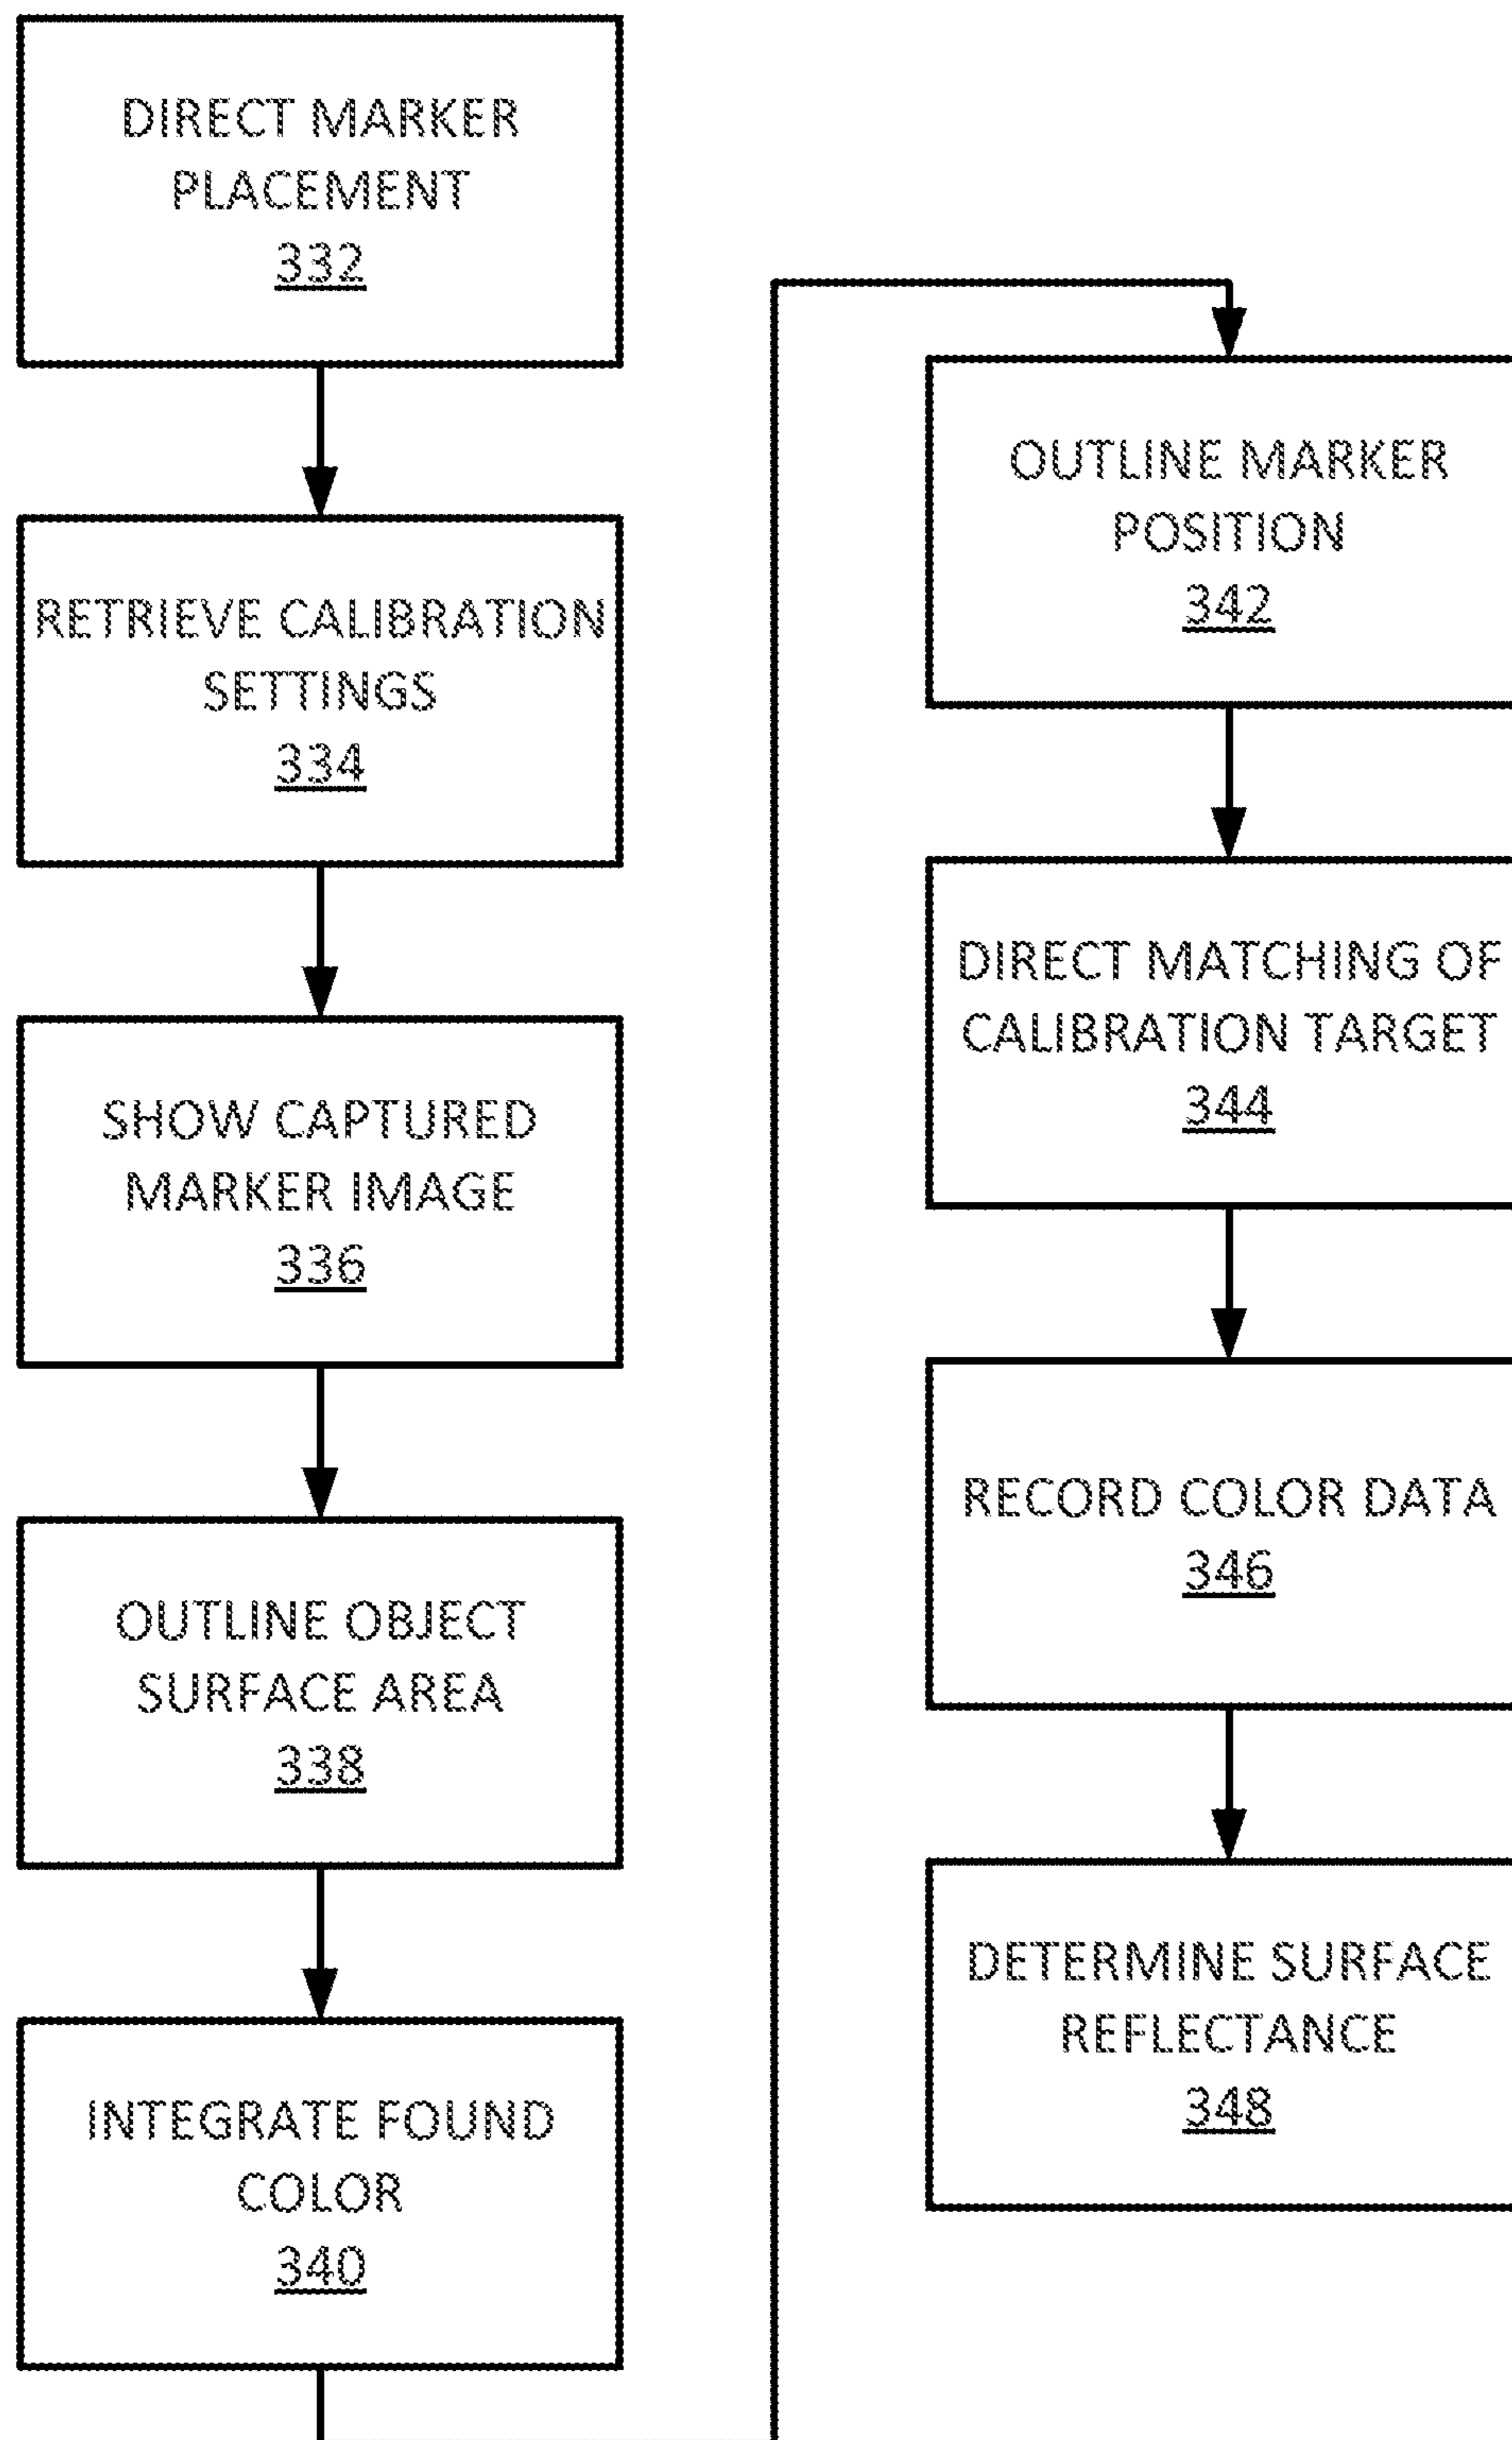 DIRECT MARKER
PLACEMENT
332
RETRIEVE CALIBRATION
SETTINGS
334
SHOW CAPTURED
MARKER IMAGE
336
OUTLINE OBJECT
SURFACE AREA
338
INTEGRATE FOUND
COLOR
340
OUTLINE MARKER
POSITION
342
DIRECT MATCHING OF
CALIBRATION TARGET
344
RECORD COLOR DATA
346
DETERMINE SURFACE
REFLECTANCE
348